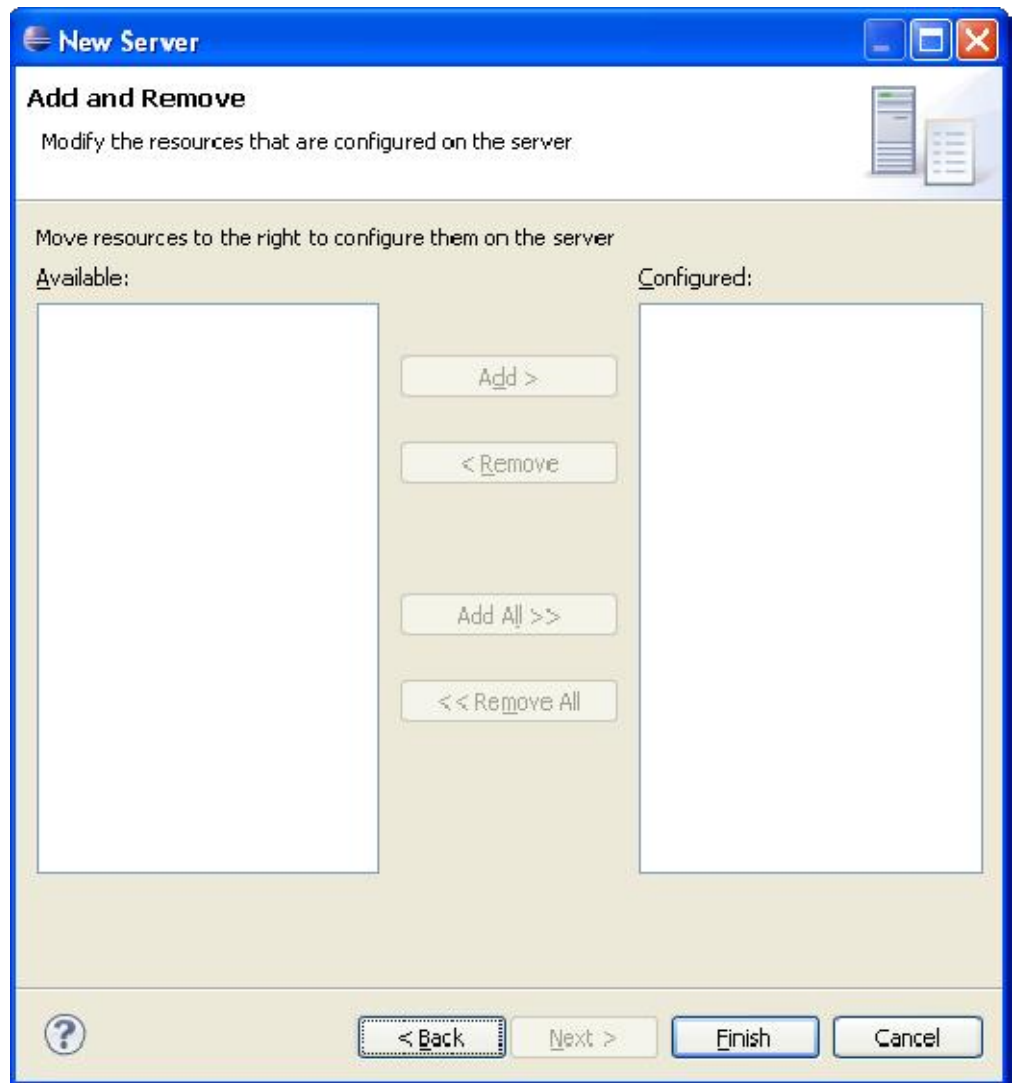 New Server
Add and Remove
Modify the resources that are configured on the server
Move resources to the right to configure them on the server
Available:
Configured:
Add >
< Remove
Add All >>
<< Remove All
?
< Back
Next >
Finish
Cancel